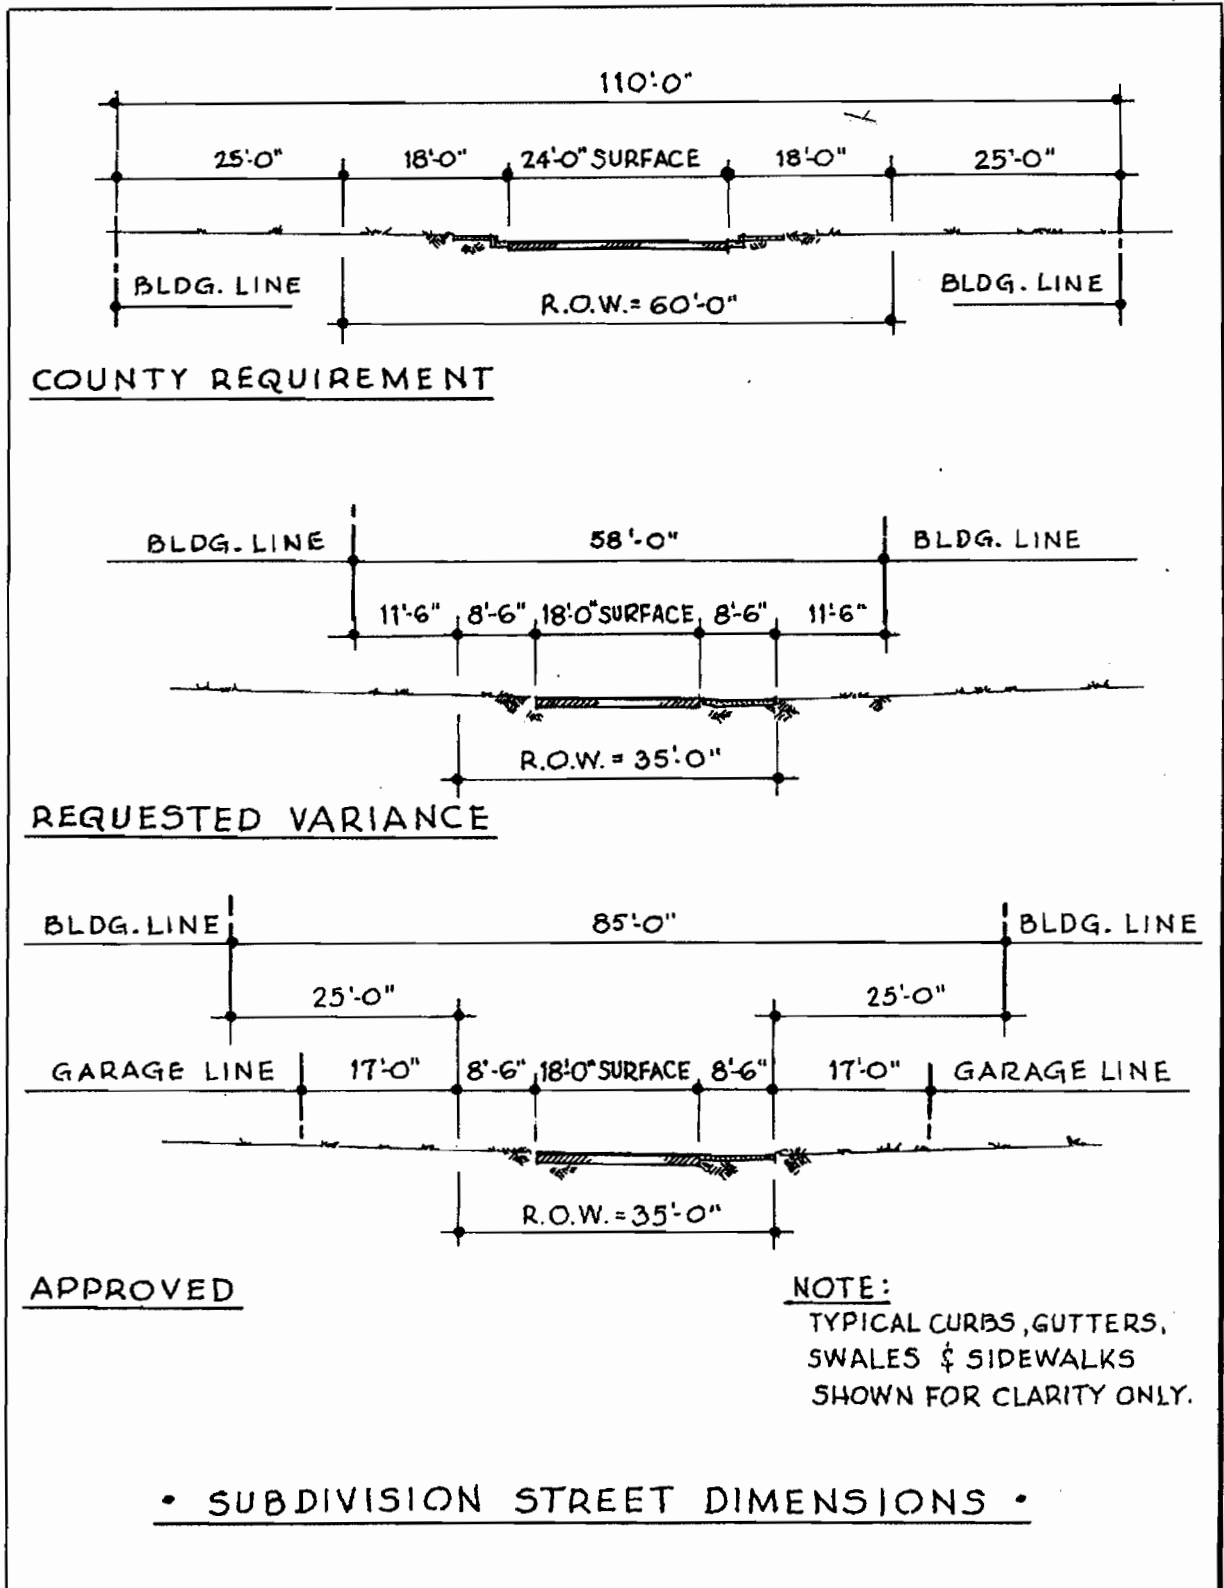 110'-0"
25'-0" 18'-0" 24'-0" SURFACE 18'-0" 25'-0"
BLDG. LINE BLDG. LINE
R.O.W. = 60'-0"
COUNTY REQUIREMENT
BLDG. LINE 58'-0" BLDG. LINE
11'-6" 8'-6" 18'-0" SURFACE 8'-6" 11'-6"
R.O.W. = 35'-0"
REQUESTED VARIANCE
BLDG. LINE 85'-0" BLDG. LINE
25'-0" 25'-0"
GARAGE LINE 17'-0" 8'-6" 18'-0" SURFACE 8'-6" 17'-0" GARAGE LINE
R.O.W. = 35'-0"
APPROVED
NOTE:
TYPICAL CURBS, GUTTERS,
SWALES & SIDEWALKS
SHOWN FOR CLARITY ONLY.
• SUBDIVISION STREET DIMENSIONS •